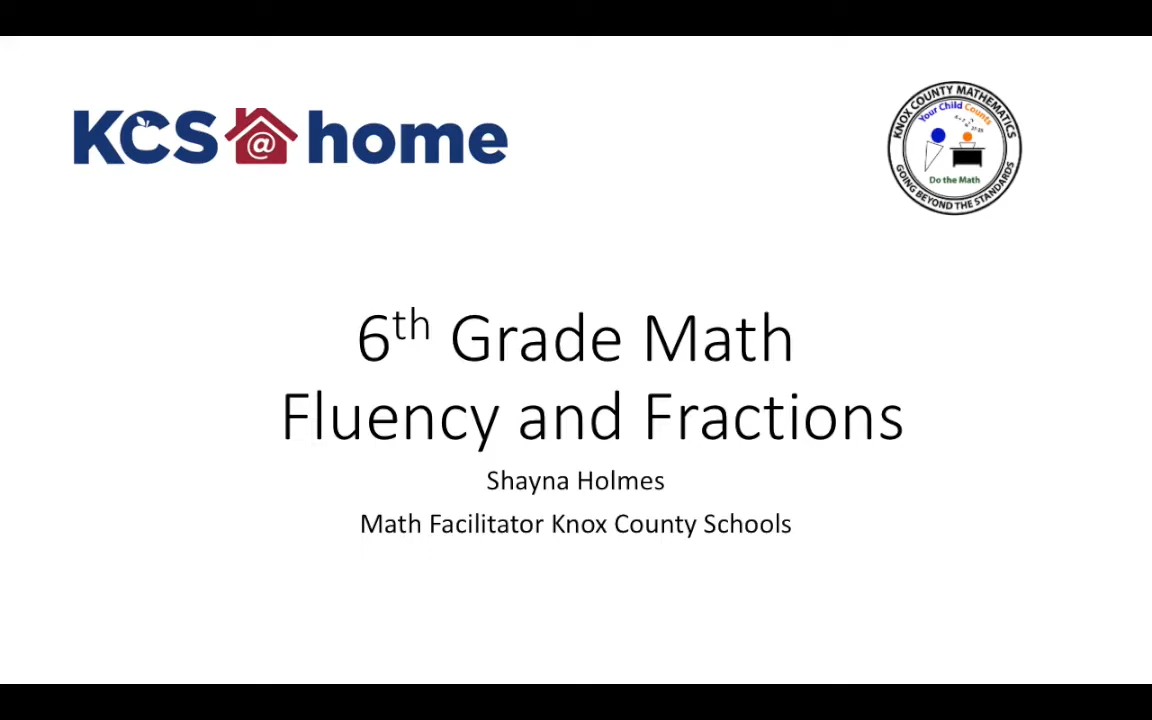 KCS@home
KNOX COUNTY MATHEMATICS
Your Child Counts
Do the Math
GOING BEYOND THE STANDARDS
6th Grade Math
Fluency and Fractions
Shayna Holmes
Math Facilitator Knox County Schools